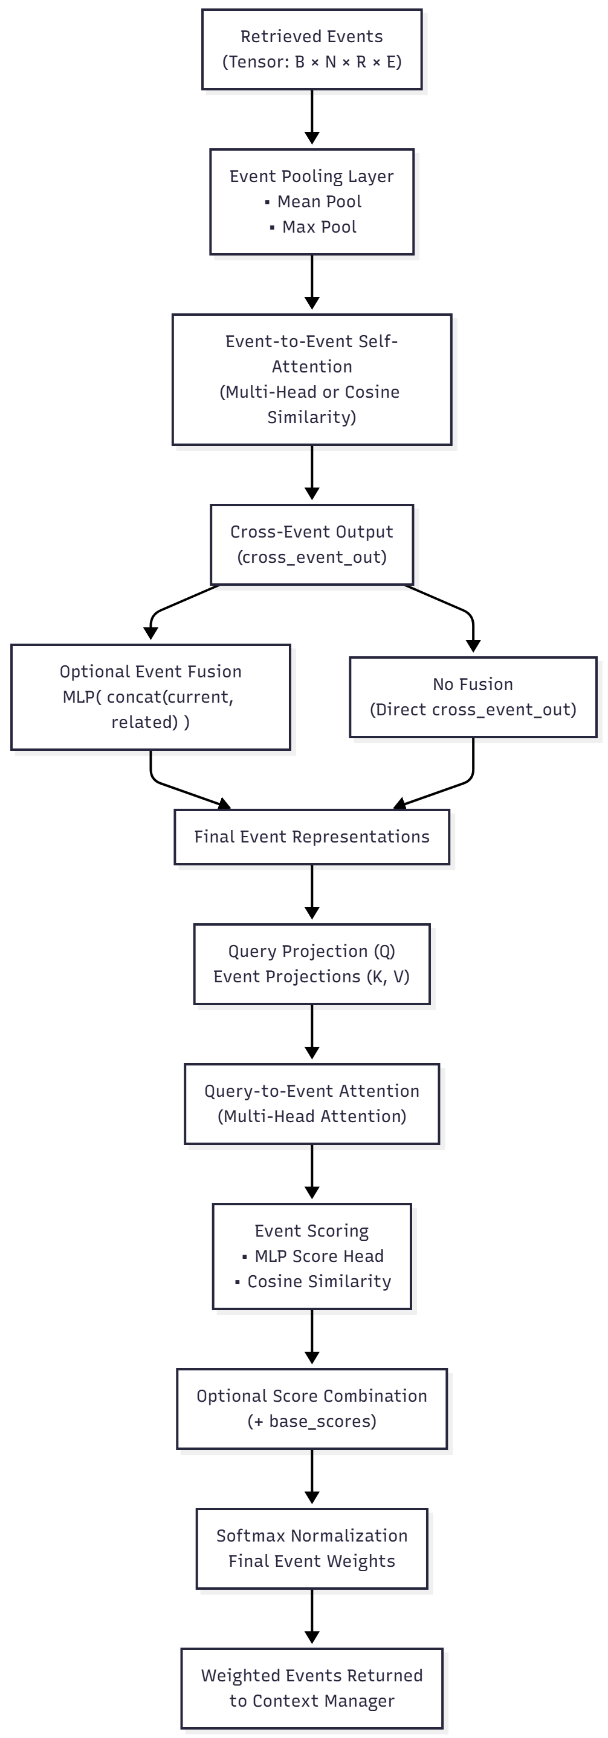 Retrieved Events
(Tensor: B × N × R × E)
Event Pooling Layer
▪ Mean Pool
▪ Max Pool
Event-to-Event Self-
Attention
(Multi-Head or Cosine
Similarity)
Cross-Event Output
(cross_event_out)
Optional Event Fusion
MLP( concat(current,
related) )
No Fusion
(Direct cross_event_out)
Final Event Representations
Query Projection (Q)
Event Projections (K, V)
Query-to-Event Attention
(Multi-Head Attention)
Event Scoring
▪ MLP Score Head
▪ Cosine Similarity
Optional Score Combination
(+ base_scores)
Softmax Normalization
Final Event Weights
Weighted Events Returned
to Context Manager